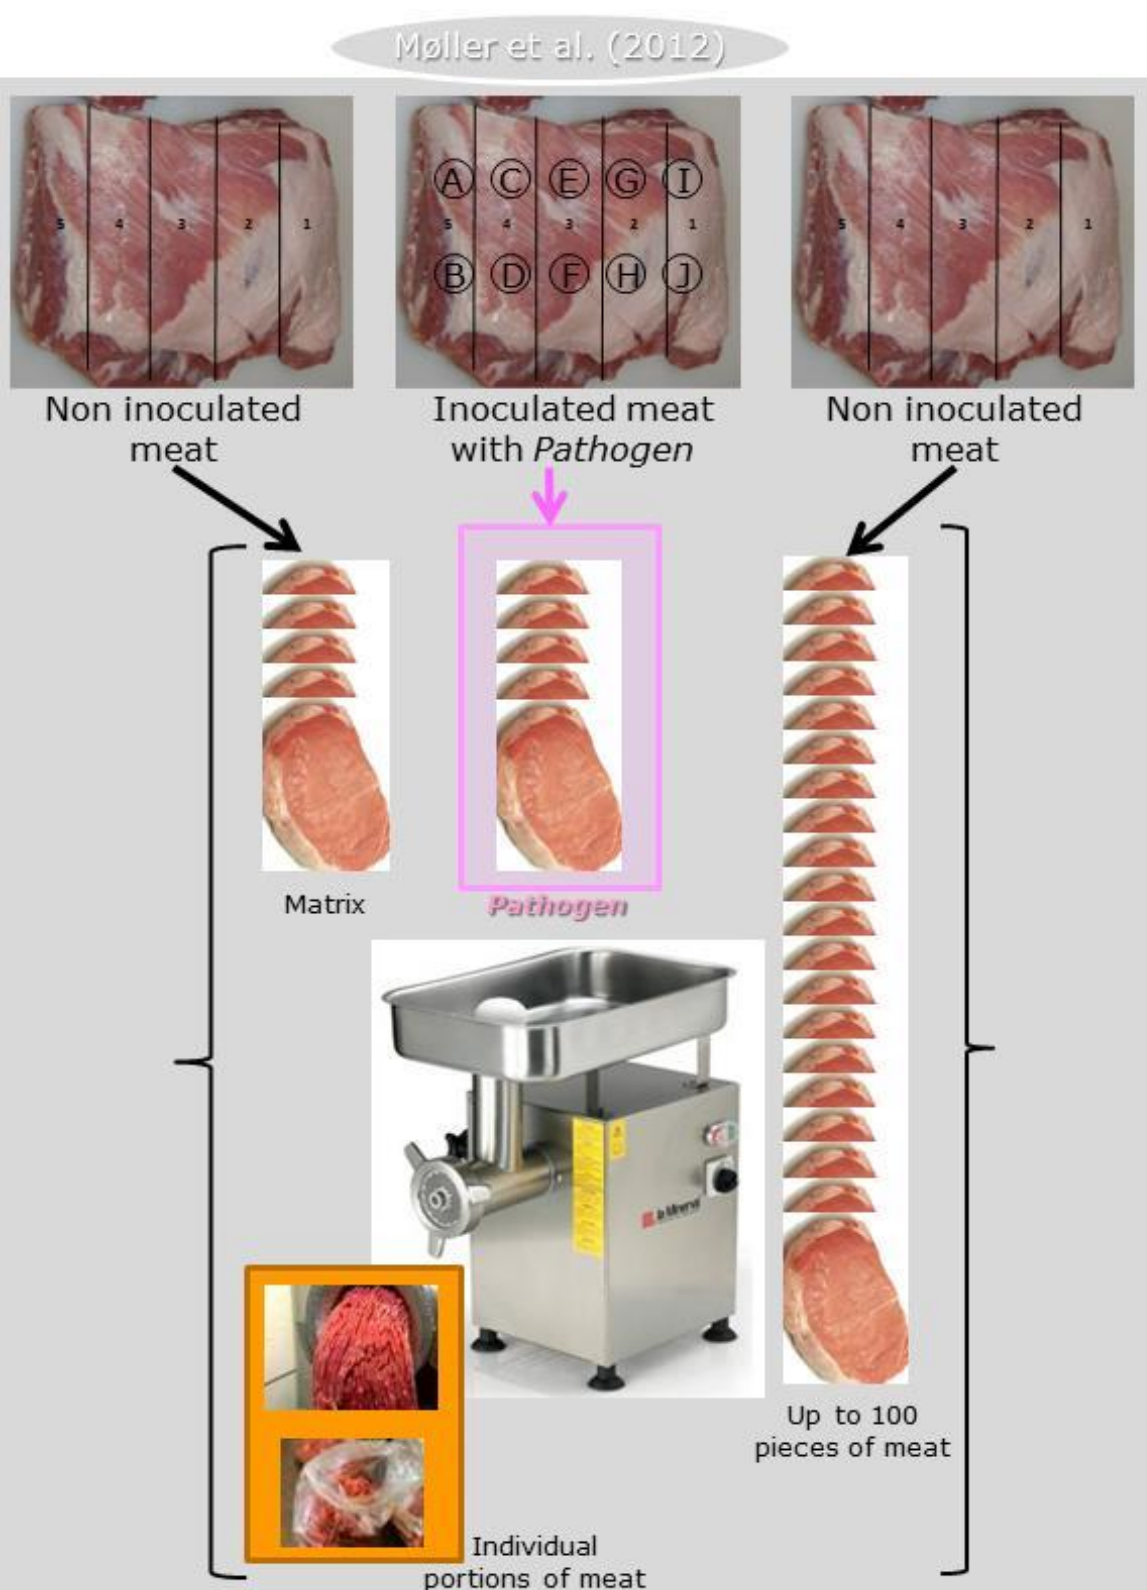 Møller et al. (2012)
5 4 3 2 1
A C E G I
5 4 3 2 1
B D F H J
5 4 3 2 1
Non inoculated
meat
Inoculated meat
with Pathogen
Non inoculated
meat
Matrix
Pathogen
la Minerva
Up to 100
pieces of meat
Individual
portions of meat